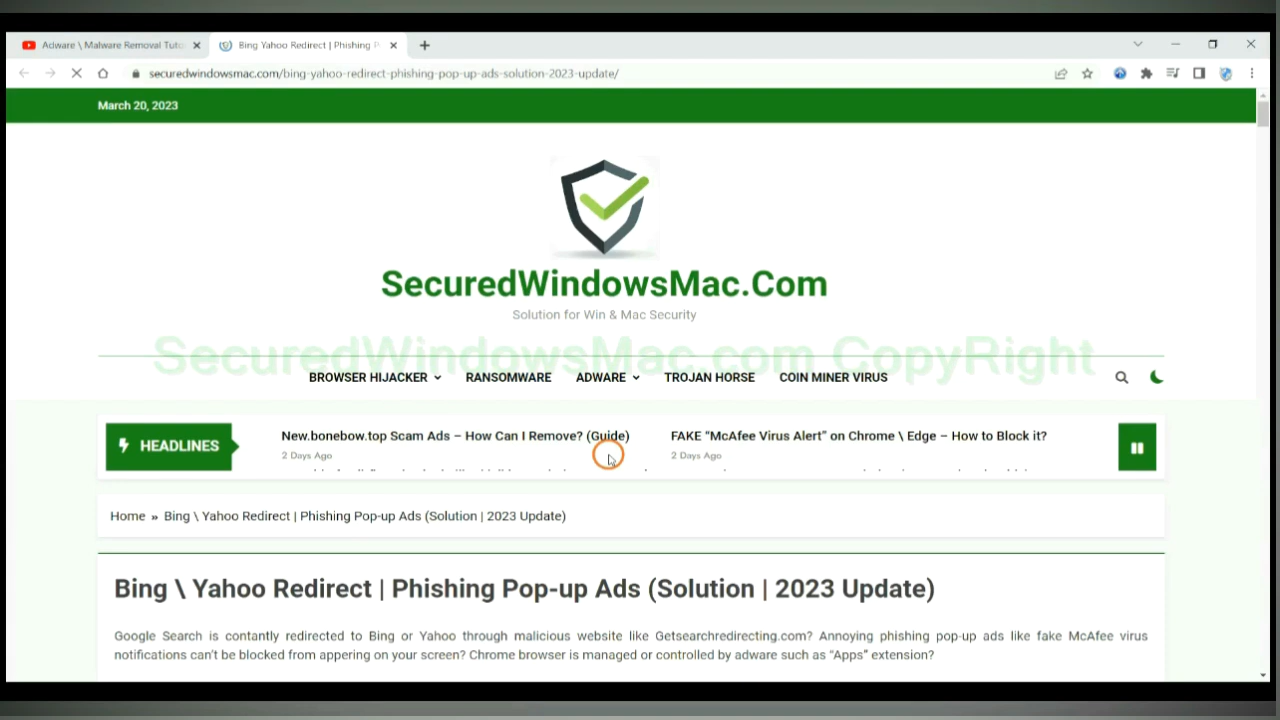 Adware \ Malware Removal Tuto
Bing Yahoo Redirect | Phishing P
securedwindowsmac.com/bing-yahoo-redirect-phishing-pop-up-ads-solution-2023-update/
March 20, 2023
SecuredWindowsMac.Com
Solution for Win & Mac Security
SecuredWindowsMac.com CopyRight
BROWSER HIJACKER RANSOMWARE ADWARE TROJAN HORSE COIN MINER VIRUS
HEADLINES
New.bonebow.top Scam Ads – How Can I Remove? (Guide)
2 Days Ago
FAKE “McAfee Virus Alert” on Chrome \ Edge – How to Block it?
2 Days Ago
Home » Bing \ Yahoo Redirect | Phishing Pop-up Ads (Solution | 2023 Update)
Bing \ Yahoo Redirect | Phishing Pop-up Ads (Solution | 2023 Update)
Google Search is contantly redirected to Bing or Yahoo through malicious website like Getsearchredirecting.com? Annoying phishing pop-up ads like fake McAfee virus
notifications can’t be blocked from appering on your screen? Chrome browser is managed or controlled by adware such as “Apps” extension?